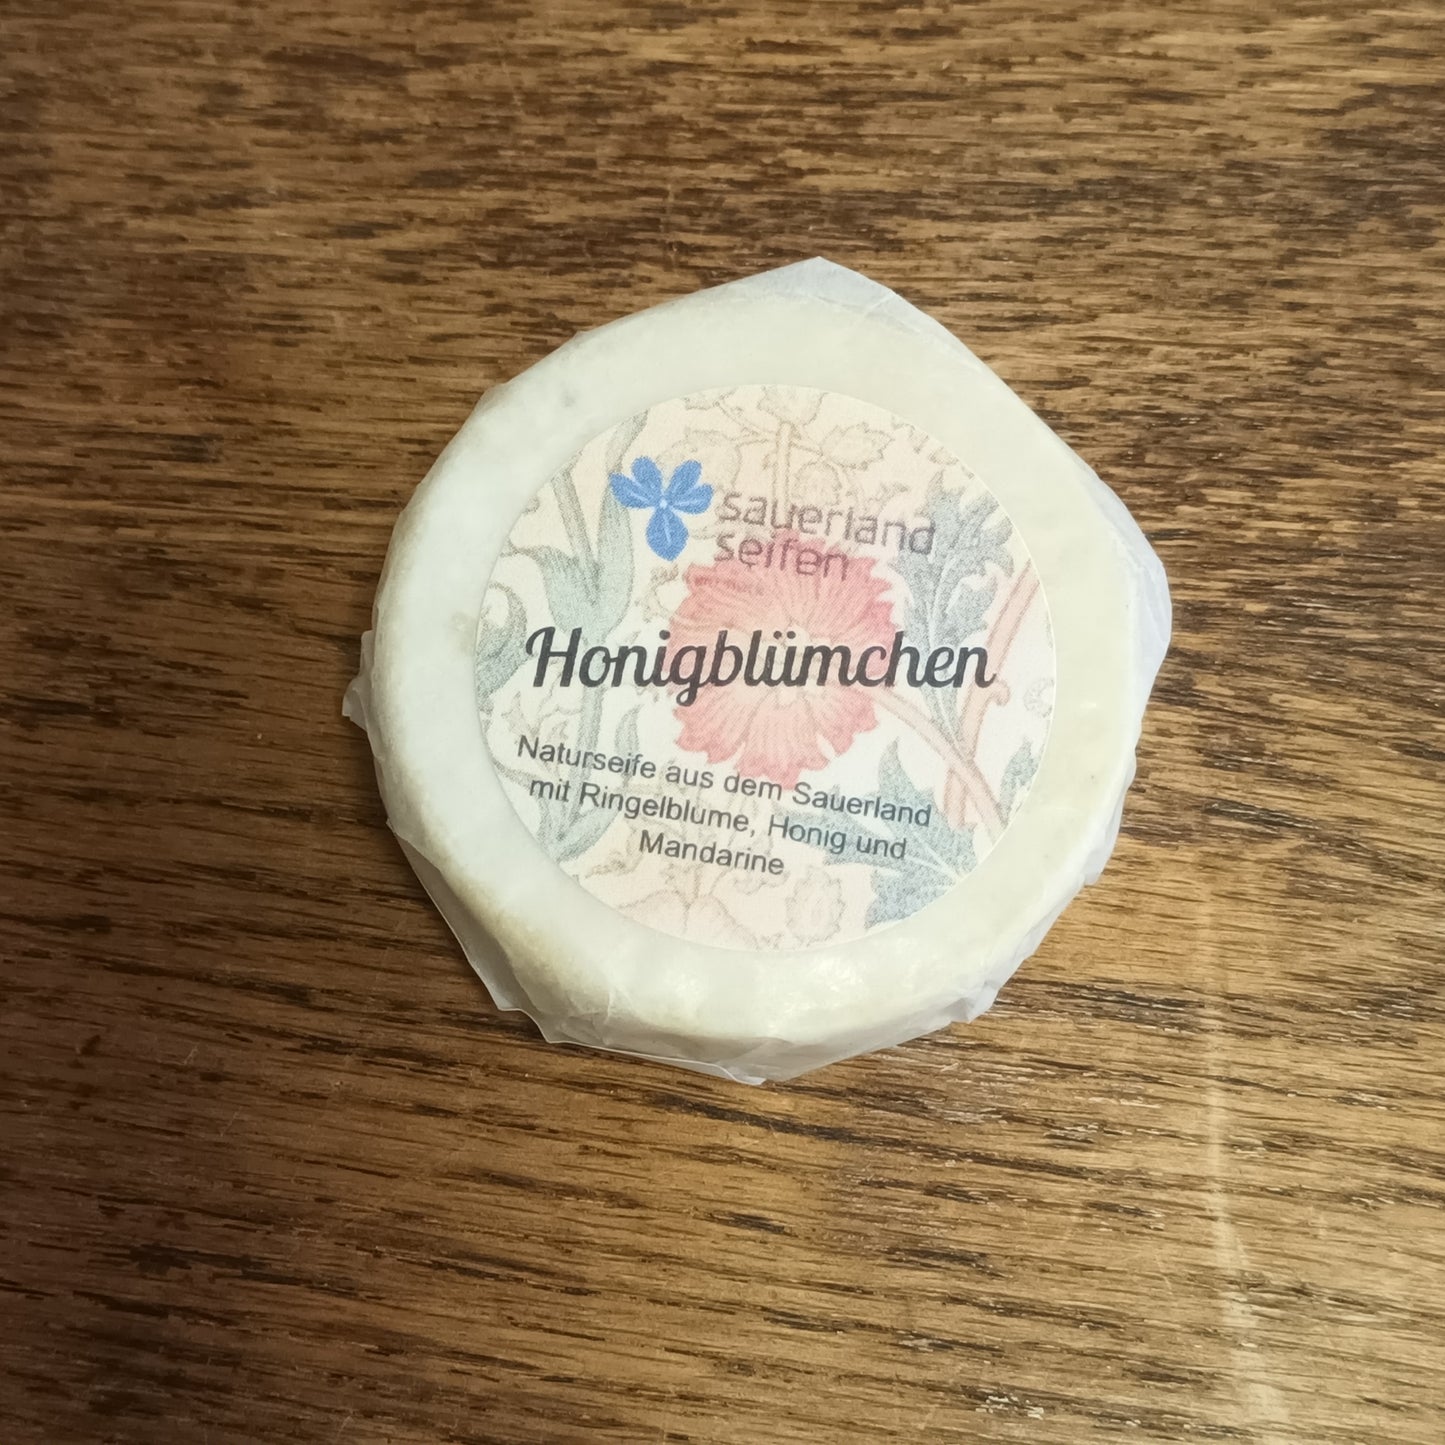 sauerland
seifen
Honigblümchen
Naturseife aus dem Sauerland
mit Ringelblume, Honig und
Mandarine